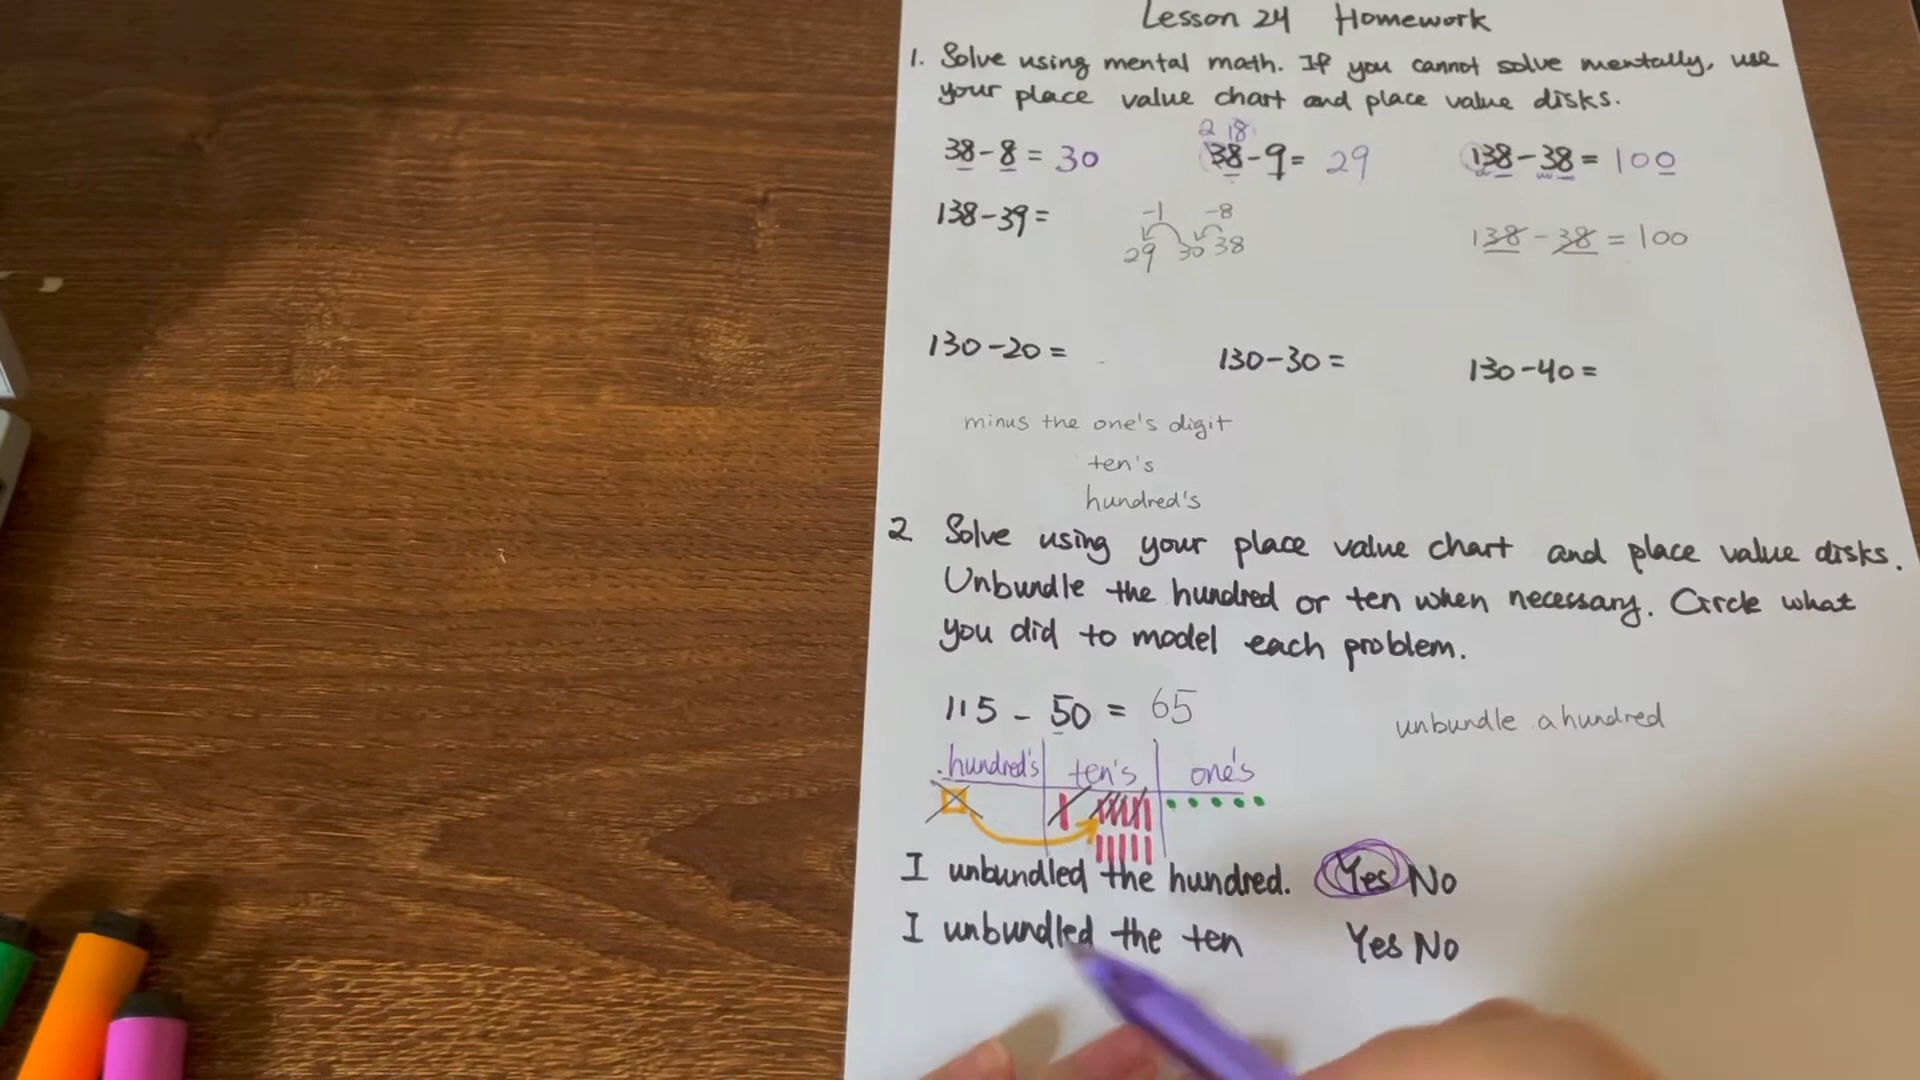 Lesson 24 Homework
1. Solve using mental math. If you cannot solve mentally, use
your place value chart and place value disks.
38-8 = 30
2 18
38-9= 29
138-38= 100
138-39=
-1 -8
29 30 38
138-38 = 100
130-20=
130-30=
130-40=
minus the one's digit
ten's
hundred's
2 Solve using your place value chart and place value disks.
Unbundle the hundred or ten when necessary. Circle what
you did to model each problem.
115 - 50 = 65
unbundle a hundred
hundred's ten's one's
I unbundled the hundred. Yes No
I unbundled the ten Yes No